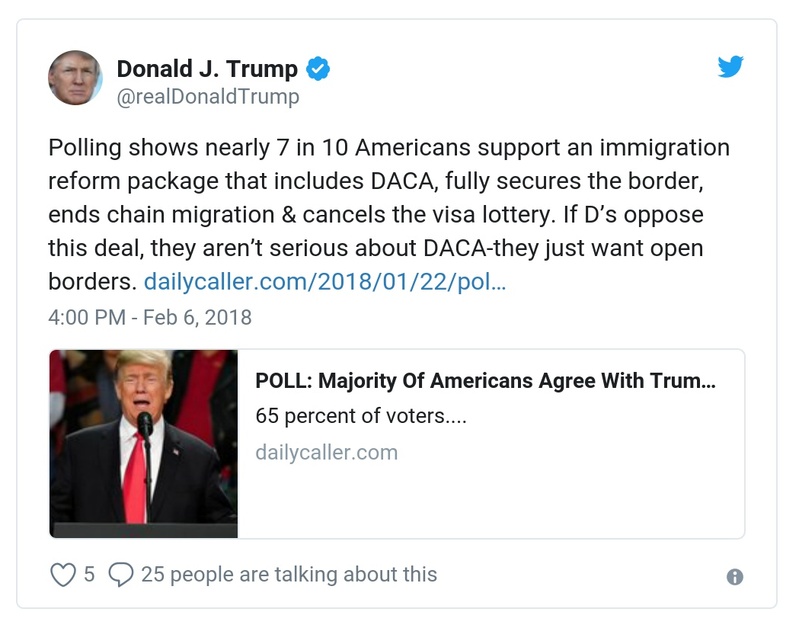 Donald J. Trump
@realDonaldTrump
Polling shows nearly 7 in 10 Americans support an immigration
reform package that includes DACA, fully secures the border,
ends chain migration & cancels the visa lottery. If D’s oppose
this deal, they aren’t serious about DACA-they just want open
borders. dailycaller.com/2018/01/22/pol…
4:00 PM - Feb 6, 2018
POLL: Majority Of Americans Agree With Trum…
65 percent of voters....
dailycaller.com
5 25 people are talking about this